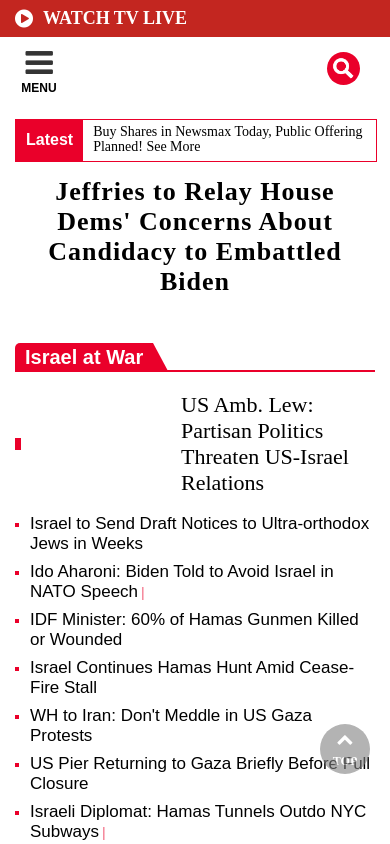 WATCH TV LIVE
MENU
Latest
Buy Shares in Newsmax Today, Public Offering
Planned! See More
Jeffries to Relay House
Dems' Concerns About
Candidacy to Embattled
Biden
Israel at War
US Amb. Lew:
Partisan Politics
Threaten US-Israel
Relations
Israel to Send Draft Notices to Ultra-orthodox
Jews in Weeks
Ido Aharoni: Biden Told to Avoid Israel in
NATO Speech |
IDF Minister: 60% of Hamas Gunmen Killed
or Wounded
Israel Continues Hamas Hunt Amid Cease-
Fire Stall
WH to Iran: Don't Meddle in US Gaza
Protests
US Pier Returning to Gaza Briefly Before Full
Closure
TOP
Israeli Diplomat: Hamas Tunnels Outdo NYC
Subways |